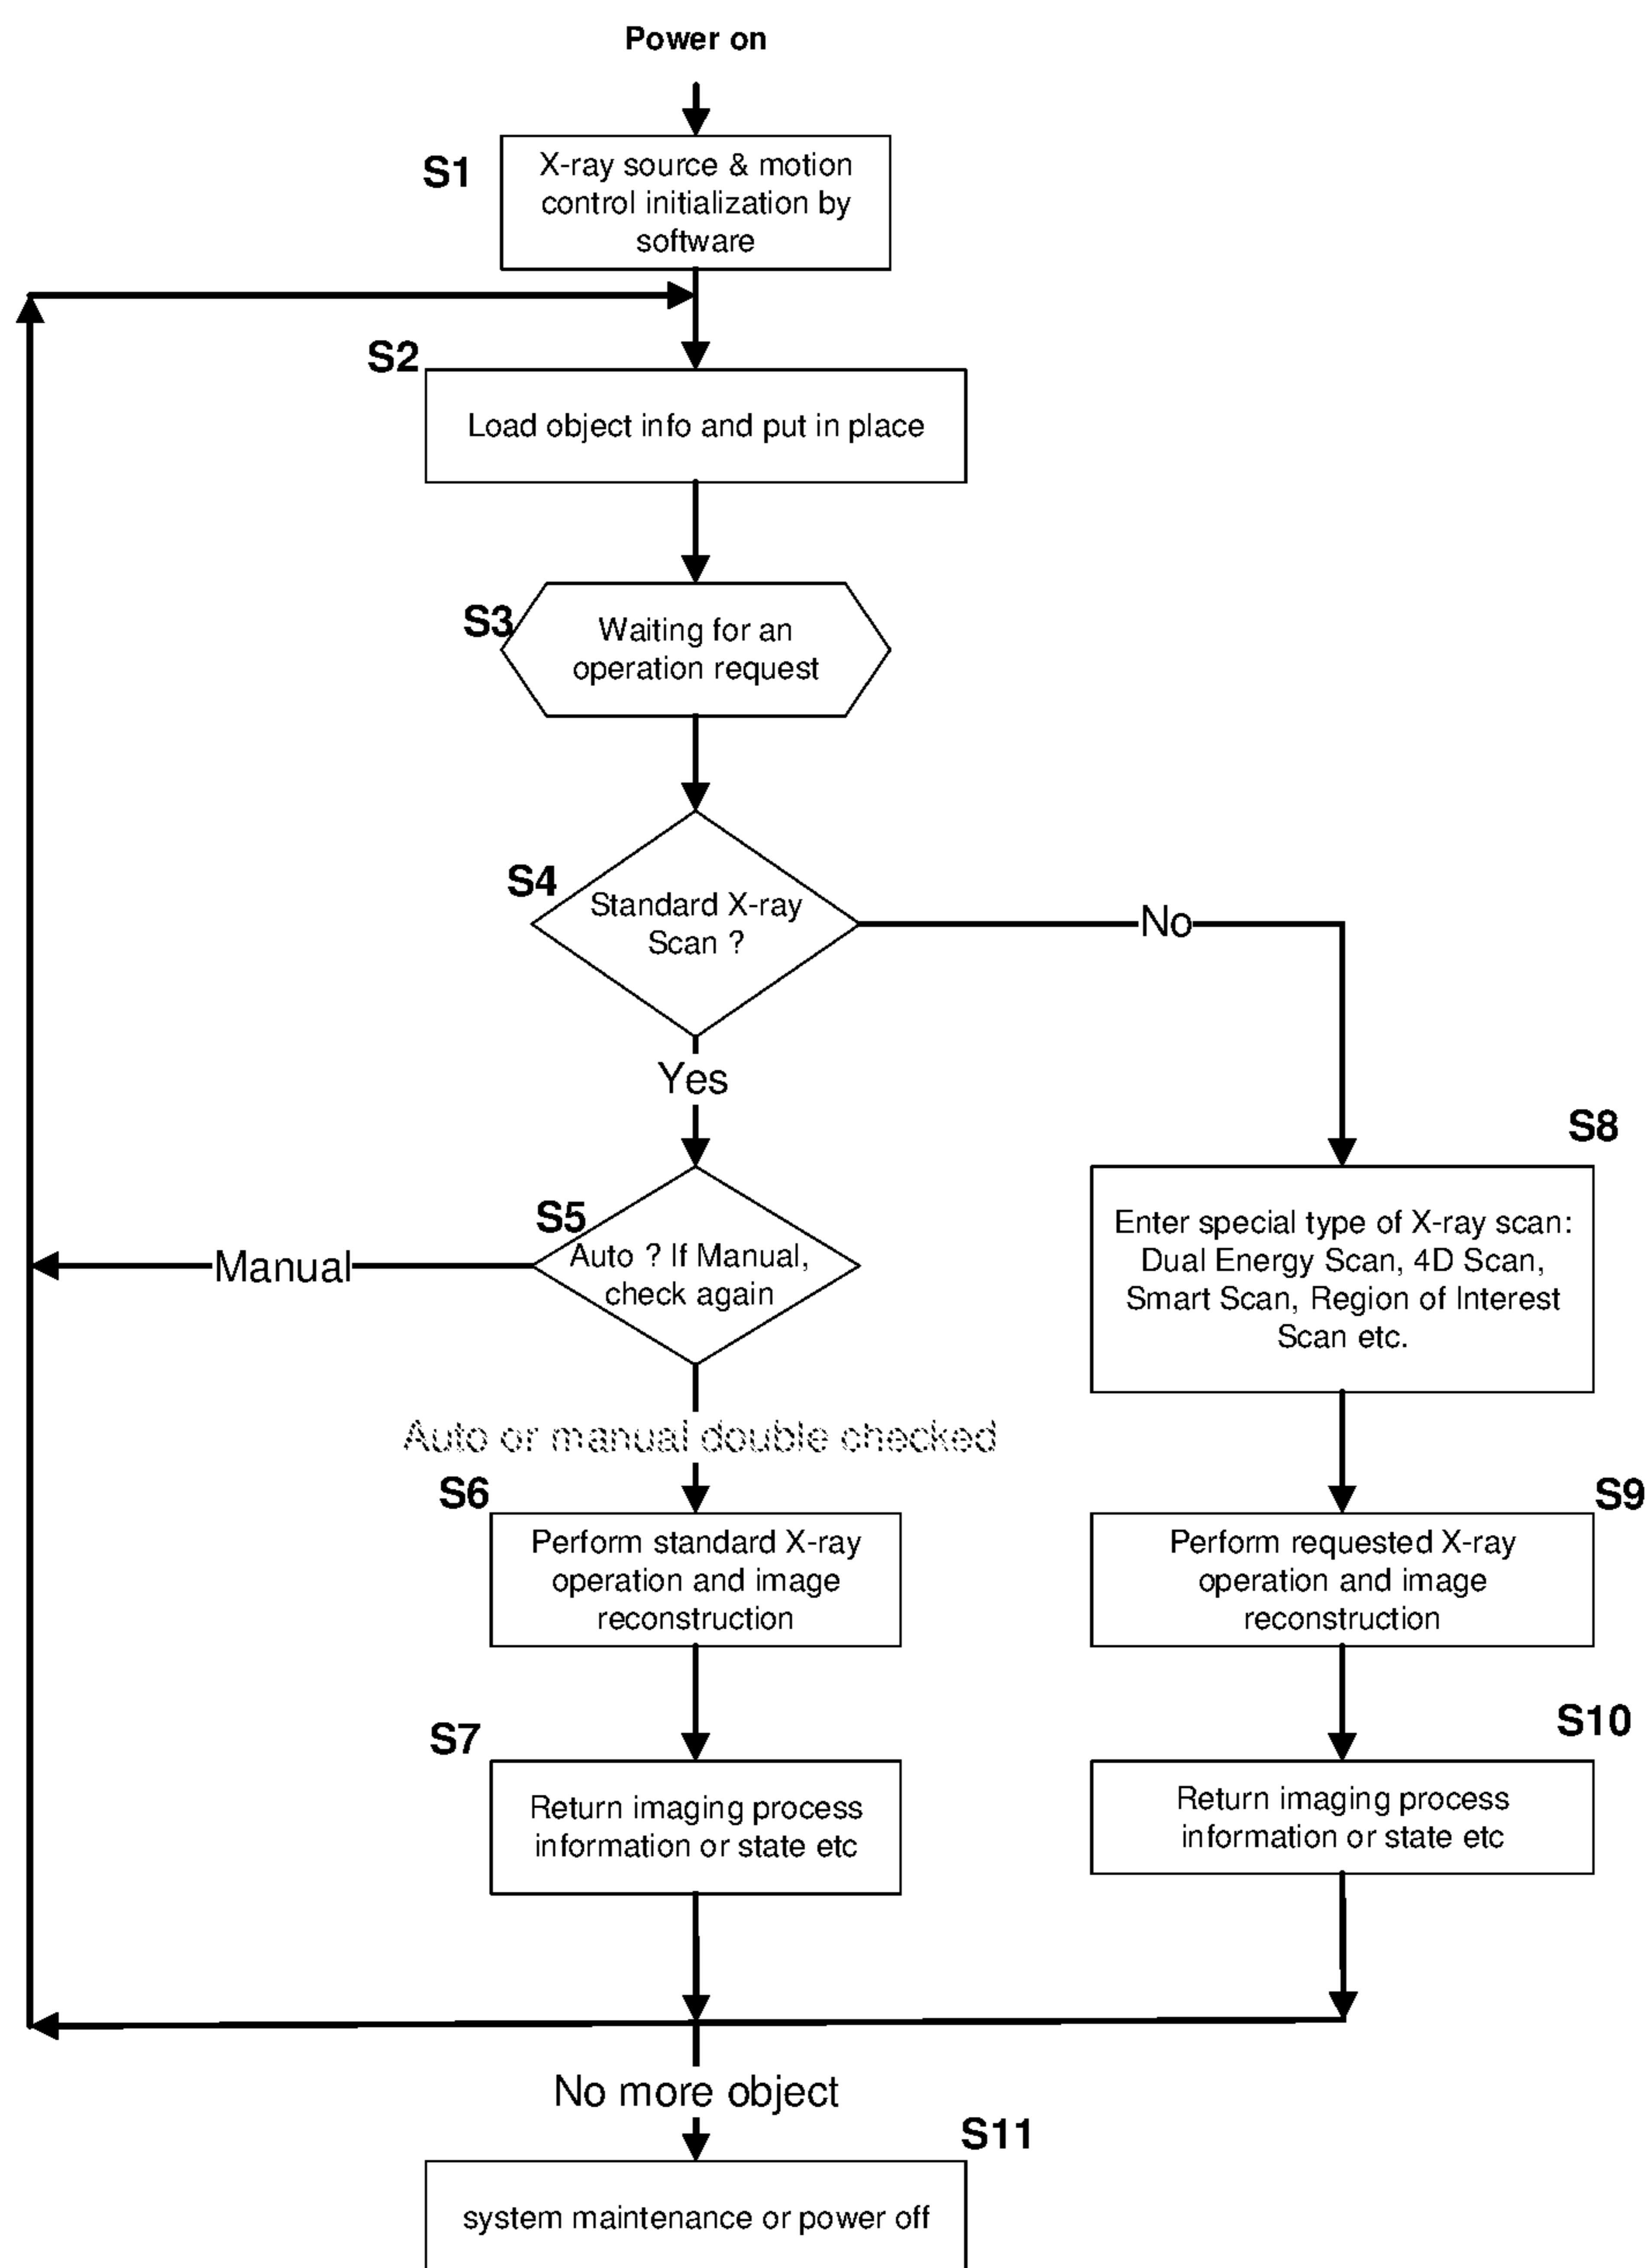 Power on
S1
X-ray source & motion
control initialization by
software
S2
Load object info and put in place
S3
Waiting for an
operation request
S4
Standard X-ray
Scan ?
No
Yes
S5
Auto ? If Manual,
check again
Manual
S8
Enter special type of X-ray scan:
Dual Energy Scan, 4D Scan,
Smart Scan, Region of Interest
Scan etc.
Auto or manual double checked
S6
Perform standard X-ray
operation and image
reconstruction
S9
Perform requested X-ray
operation and image
reconstruction
S7
Return imaging process
information or state etc
S10
Return imaging process
information or state etc
No more object
S11
system maintenance or power off